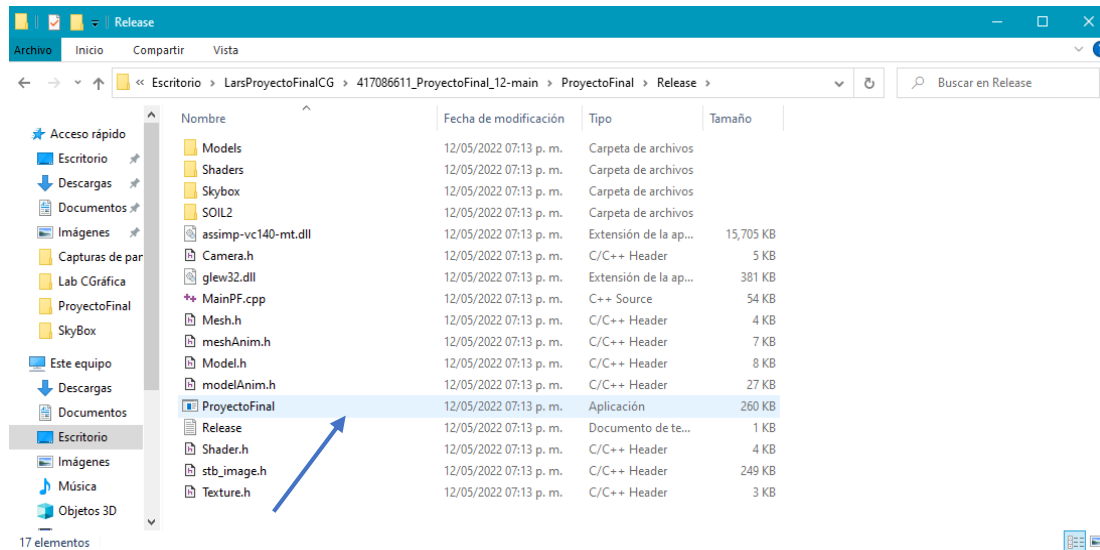 Release
Archivo Inicio Compartir Vista
« Escritorio > LarsProyectoFinalCG > 417086611_ProyectoFinal_12-main > ProyectoFinal > Release > Buscar en Release
Nombre Fecha de modificación Tipo Tamaño
Acceso rápido
Escritorio
Descargas
Documentos
Imágenes
Capturas de par
Lab CGráfica
ProyectoFinal
SkyBox
Este equipo
Descargas
Documentos
Escritorio
Imágenes
Música
Objetos 3D
Models 12/05/2022 07:13 p. m. Carpeta de archivos
Shaders 12/05/2022 07:13 p. m. Carpeta de archivos
Skybox 12/05/2022 07:13 p. m. Carpeta de archivos
SOIL2 12/05/2022 07:13 p. m. Carpeta de archivos
assimp-vc140-mt.dll 12/05/2022 07:13 p. m. Extensión de la ap... 15,705 KB
Camera.h 12/05/2022 07:13 p. m. C/C++ Header 5 KB
glew32.dll 12/05/2022 07:13 p. m. Extensión de la ap... 381 KB
MainPF.cpp 12/05/2022 07:13 p. m. C++ Source 54 KB
Mesh.h 12/05/2022 07:13 p. m. C/C++ Header 4 KB
meshAnim.h 12/05/2022 07:13 p. m. C/C++ Header 7 KB
Model.h 12/05/2022 07:13 p. m. C/C++ Header 8 KB
modelAnim.h 12/05/2022 07:13 p. m. C/C++ Header 27 KB
ProyectoFinal 12/05/2022 07:13 p. m. Aplicación 260 KB
Release 12/05/2022 07:13 p. m. Documento de te... 1 KB
Shader.h 12/05/2022 07:13 p. m. C/C++ Header 4 KB
stb_image.h 12/05/2022 07:13 p. m. C/C++ Header 249 KB
Texture.h 12/05/2022 07:13 p. m. C/C++ Header 3 KB
17 elementos